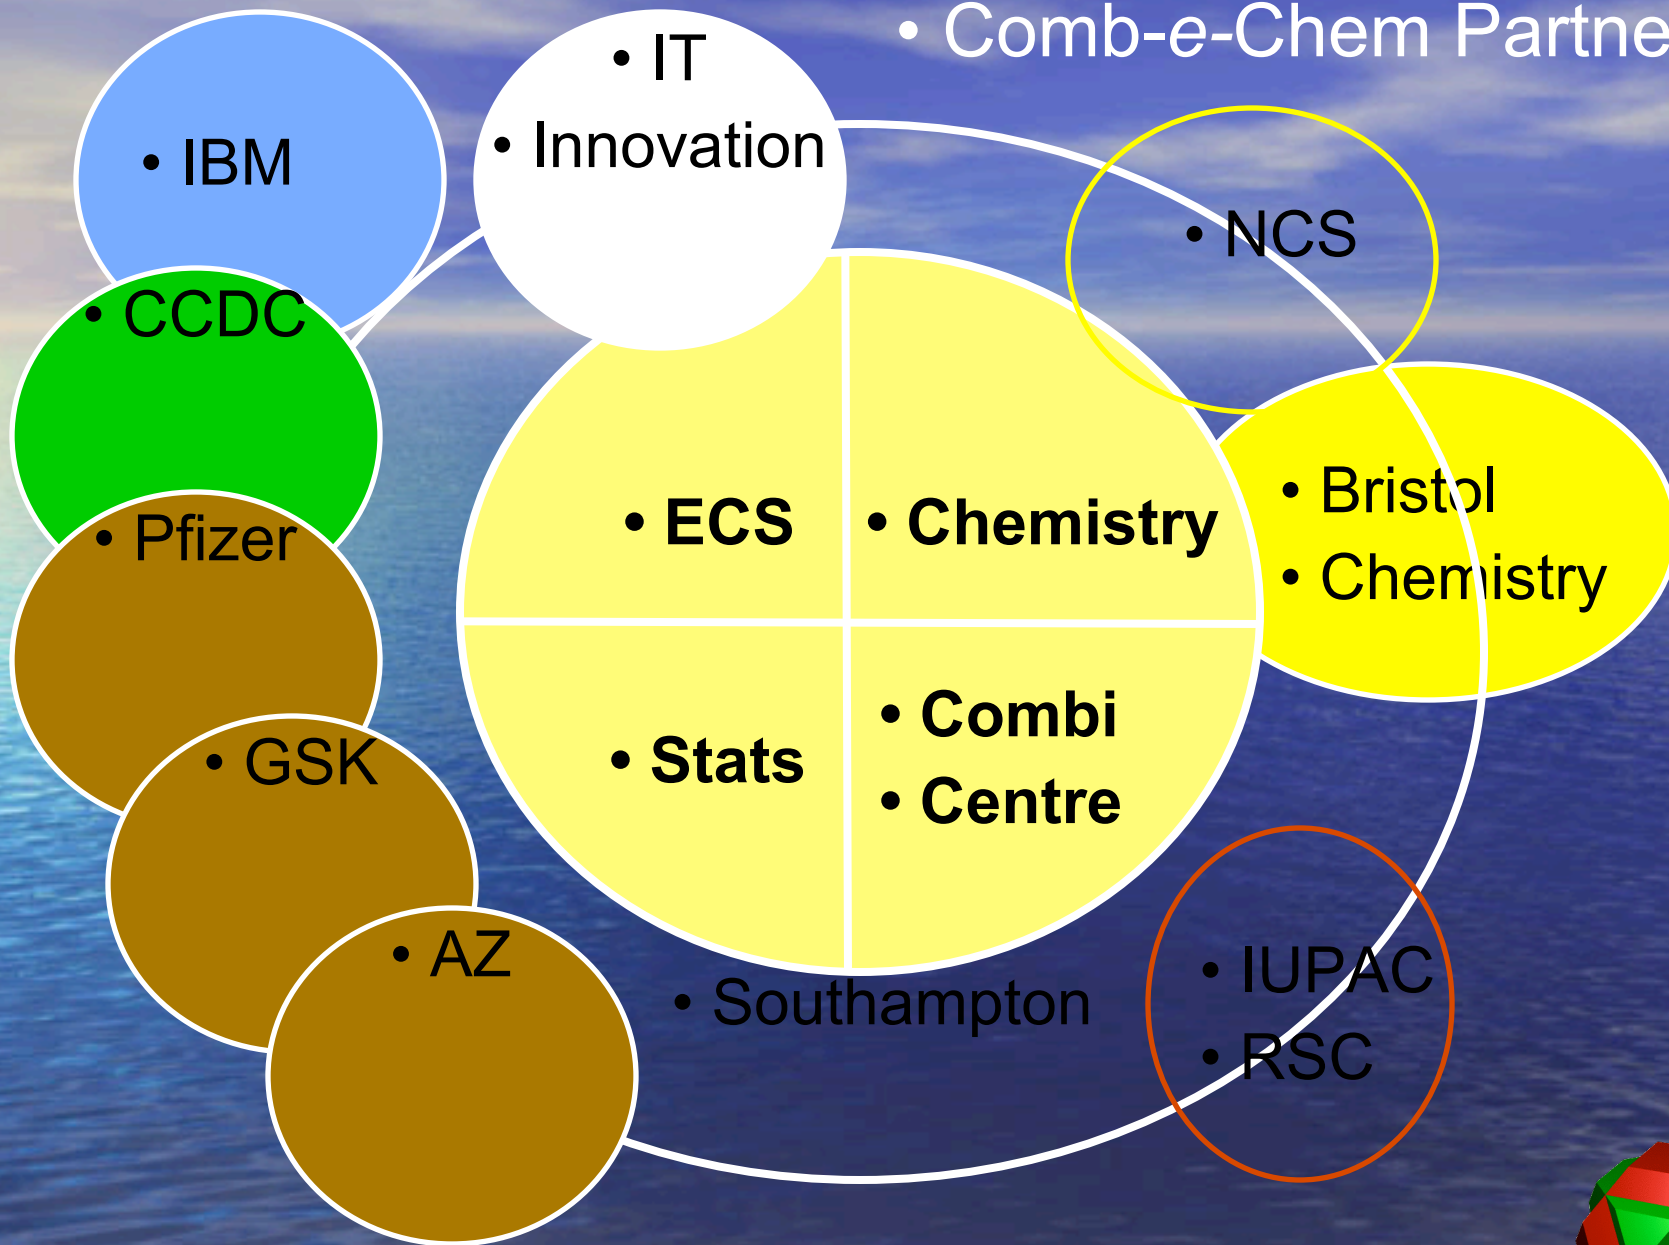 • Comb-e-Chem Partne
• IT
• Innovation
• IBM
• NCS
• CCDC
• Bristol
• Chemistry
• ECS
• Chemistry
• Pfizer
• Combi
• Centre
• Stats
• GSK
• AZ
• Southampton
• IUPAC
• RSC